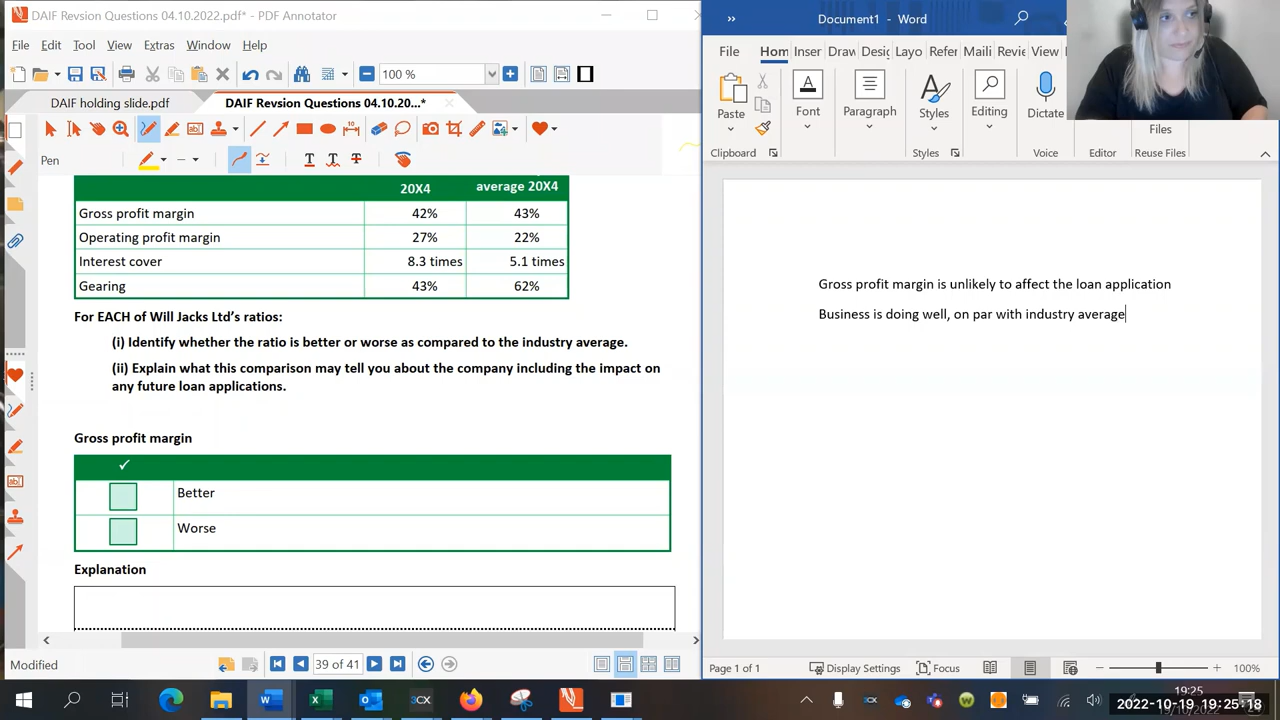 DAIF Revision Questions 04.10.2022.pdf* - PDF Annotator
File Edit View Tool Extras Window Help
100 %
DAIF holding slide.pdf
DAIF Revsion Questions 04.10.20...*
Pen
20X4
average 20X4
Gross profit margin 42% 43%
Operating profit margin 27% 22%
Interest cover 8.3 times 5.1 times
Gearing 43% 62%
For EACH of Will Jacks Ltd's ratios:
(i) Identify whether the ratio is better or worse as compared to the industry average.
(ii) Explain what this comparison may tell you about the company including the impact on
any future loan applications.
Gross profit margin
✓
Better
Worse
Explanation
Modified
39 of 41
Document1 - Word
File Hom Inser Draw Desig Layo Refer Maili Revie View
Paste
Font
Paragraph
Styles
Editing
Dictate
Files
Clipboard
Styles
Voice
Editor
Reuse Files
Gross profit margin is unlikely to affect the loan application
Business is doing well, on par with industry average
Page 1 of 1
Display Settings
Focus
100%
19:25
2022-10-19 19:25:18